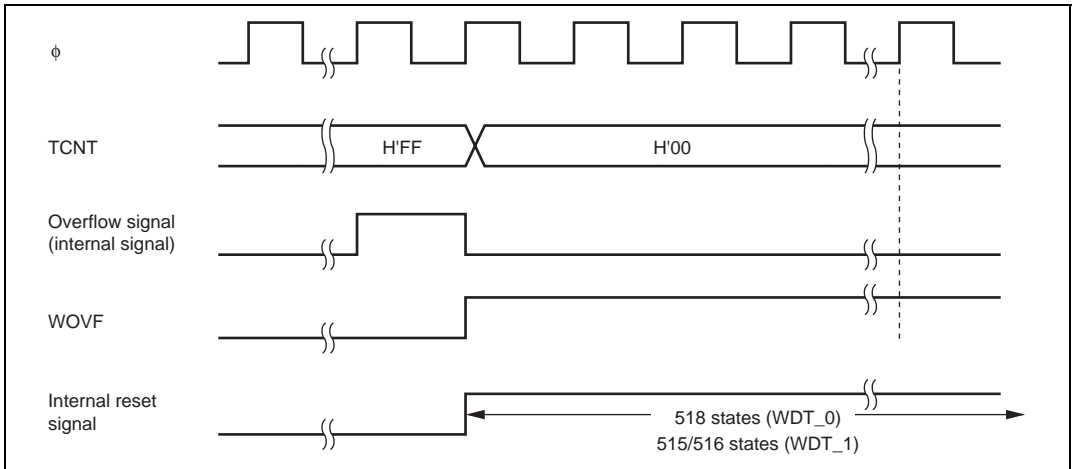 φ
TCNT
H'FF
H'00
Overflow signal
(internal signal)
WOVF
Internal reset
signal
518 states (WDT_0)
515/516 states (WDT_1)